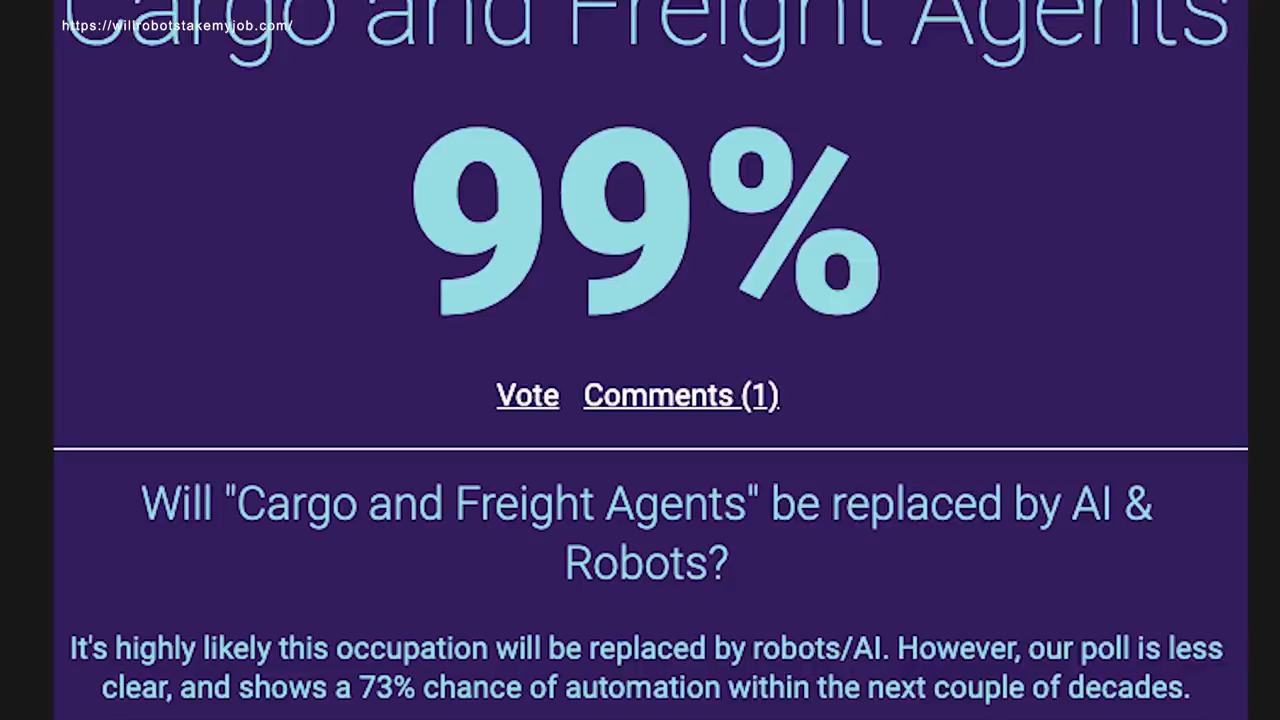 https://willrobotstakemyjob.com/
Cargo and Freight Agents
99%
Vote Comments (1)
Will "Cargo and Freight Agents" be replaced by AI &
Robots?
It's highly likely this occupation will be replaced by robots/AI. However, our poll is less
clear, and shows a 73% chance of automation within the next couple of decades.